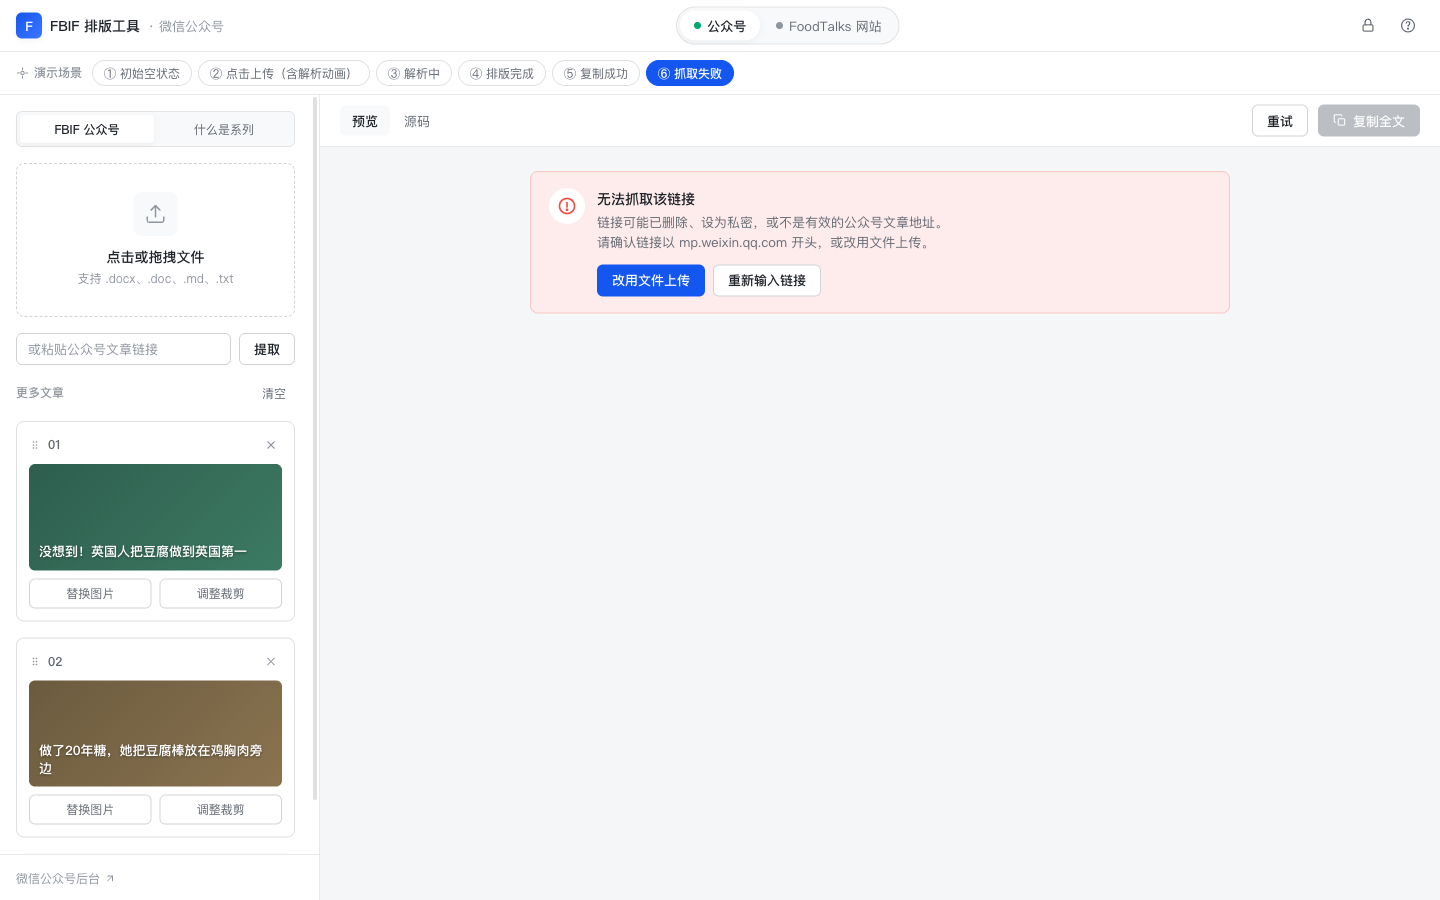 F FBIF 排版工具 · 微信公众号
公众号 FoodTalks 网站
演示场景 ① 初始空状态 ② 点击上传（含解析动画） ③ 解析中 ④ 排版完成 ⑤ 复制成功 ⑥ 抓取失败
FBIF 公众号 什么是系列
点击或拖拽文件
支持 .docx、.doc、.md、.txt
或粘贴公众号文章链接 提取
更多文章 清空
01
没想到！英国人把豆腐做到英国第一
替换图片 调整裁剪
02
做了20年糖，她把豆腐棒放在鸡胸肉旁
边
替换图片 调整裁剪
微信公众号后台
预览 源码 重试 复制全文
无法抓取该链接
链接可能已删除、设为私密，或不是有效的公众号文章地址。
请确认链接以 mp.weixin.qq.com 开头，或改用文件上传。
改用文件上传 重新输入链接